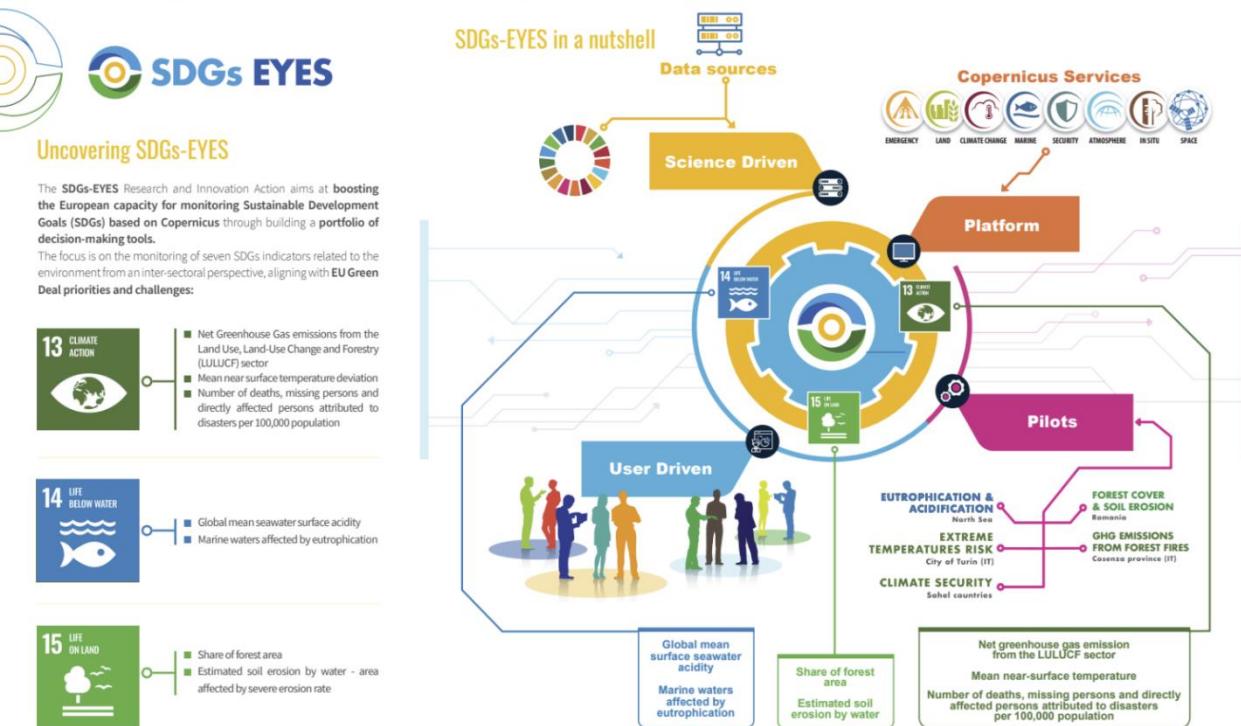 SDGs EYES
Uncovering SDGs-EYES
The SDGs-EYES Research and Innovation Action aims at boosting
the European capacity for monitoring Sustainable Development
Goals (SDGs) based on Copernicus through building a portfolio of
decision-making tools.
The focus is on the monitoring of seven SDGs indicators related to the
environment from an inter-sectoral perspective, aligning with EU Green
Deal priorities and challenges:
13 CLIMATE
ACTION
■ Net Greenhouse Gas emissions from the
Land Use, Land-Use Change and Forestry
(LULUCF) sector
■ Mean near surface temperature deviation
■ Number of deaths, missing persons and
directly affected persons attributed to
disasters per 100,000 population
14 LIFE
BELOW WATER
■ Global mean seawater surface acidity
■ Marine waters affected by eutrophication
15 LIFE
ON LAND
■ Share of forest area
■ Estimated soil erosion by water - area
affected by severe erosion rate
SDGs-EYES in a nutshell
Data sources
Copernicus Services
EMERGENCY
LAND
CLIMATE CHANGE
MARINE
SECURITY
ATMOSPHERE
IN SITU
SPACE
Science Driven
Platform
14 LIFE
BELOW WATER
13 CLIMATE
ACTION
15 LIFE
ON LAND
Pilots
User Driven
EUTROPHICATION &
ACIDIFICATION
North Sea
FOREST COVER
& SOIL EROSION
Romania
EXTREME
TEMPERATURES RISK
City of Turin (IT)
GHG EMISSIONS
FROM FOREST FIRES
Cosenza province (IT)
CLIMATE SECURITY
Sahel countries
Global mean
surface seawater
acidity
Marine waters
affected by
eutrophication
Share of forest
area
Estimated soil
erosion by water
Net greenhouse gas emission
from the LULUCF sector
Mean near-surface temperature
Number of deaths, missing persons and directly
affected persons attributed to disasters
per 100,000 population